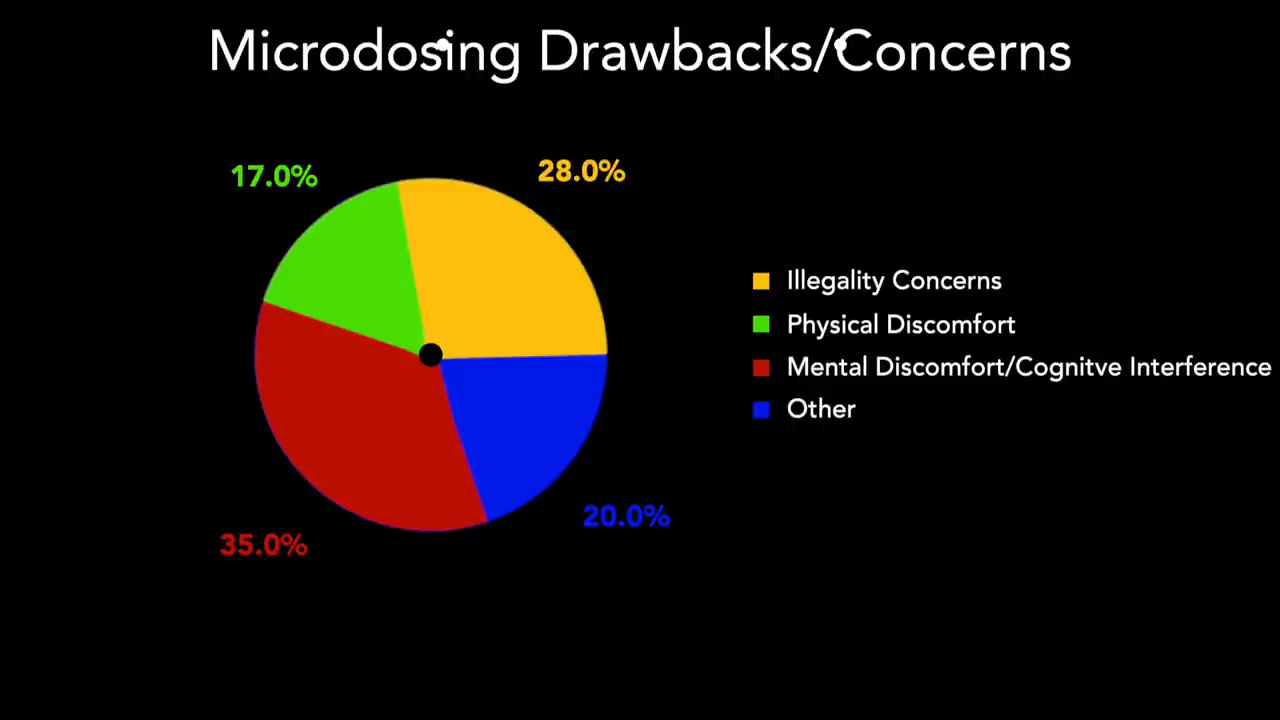 Microdosing Drawbacks/Concerns
17.0%
28.0%
Illegality Concerns
Physical Discomfort
Mental Discomfort/Cognitve Interference
Other
20.0%
35.0%